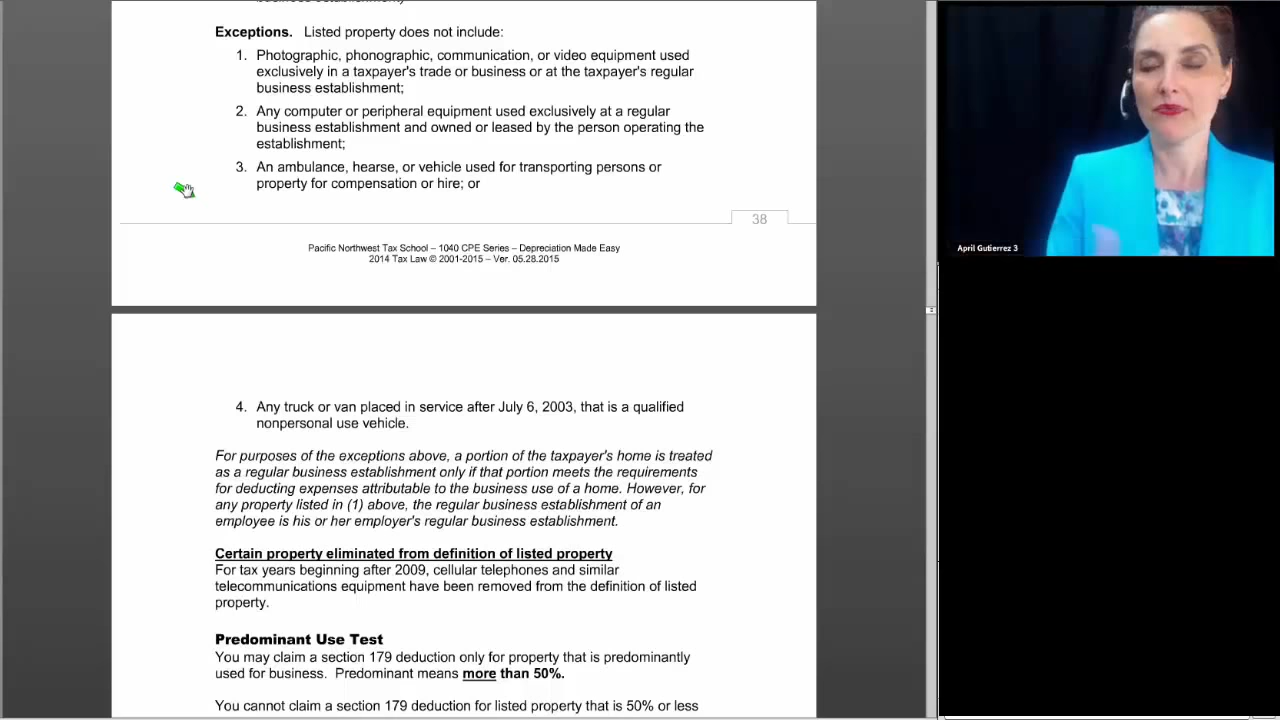 Exceptions. Listed property does not include:
1. Photographic, phonographic, communication, or video equipment used
exclusively in a taxpayer's trade or business or at the taxpayer's regular
business establishment;
2. Any computer or peripheral equipment used exclusively at a regular
business establishment and owned or leased by the person operating the
establishment;
3. An ambulance, hearse, or vehicle used for transporting persons or
property for compensation or hire; or
38
Pacific Northwest Tax School – 1040 CPE Series – Depreciation Made Easy
2014 Tax Law © 2001-2015 – Ver. 05.28.2015
4. Any truck or van placed in service after July 6, 2003, that is a qualified
nonpersonal use vehicle.
For purposes of the exceptions above, a portion of the taxpayer's home is treated
as a regular business establishment only if that portion meets the requirements
for deducting expenses attributable to the business use of a home. However, for
any property listed in (1) above, the regular business establishment of an
employee is his or her employer's regular business establishment.
Certain property eliminated from definition of listed property
For tax years beginning after 2009, cellular telephones and similar
telecommunications equipment have been removed from the definition of listed
property.
Predominant Use Test
You may claim a section 179 deduction only for property that is predominantly
used for business. Predominant means more than 50%.
You cannot claim a section 179 deduction for listed property that is 50% or less
April Gutierrez 3